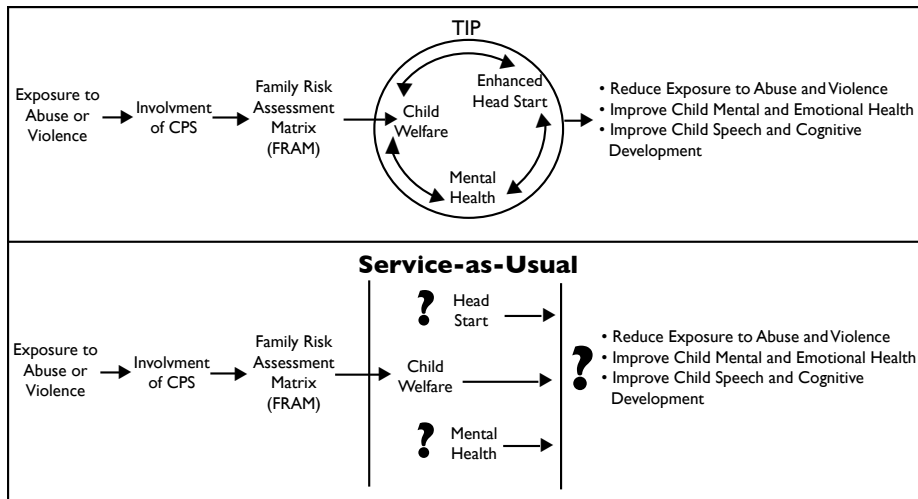 TIP
Exposure to
Abuse or
Violence
Involvment
of CPS
Family Risk
Assessment
Matrix
(FRAM)
Child
Welfare
Enhanced
Head Start
Mental
Health
• Reduce Exposure to Abuse and Violence
• Improve Child Mental and Emotional Health
• Improve Child Speech and Cognitive
Development
Service-as-Usual
Exposure to
Abuse or
Violence
Involvment
of CPS
Family Risk
Assessment
Matrix
(FRAM)
? Head
Start
Child
Welfare
? Mental
Health
?
• Reduce Exposure to Abuse and Violence
• Improve Child Mental and Emotional Health
• Improve Child Speech and Cognitive
Development